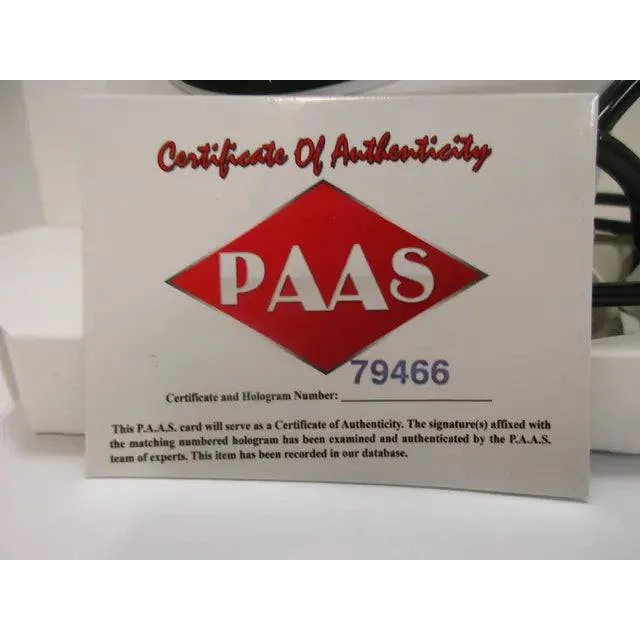 Certificate Of Authenticity
PAAS
79466
Certificate and Hologram Number:
This P.A.A.S. card will serve as a Certificate of Authenticity. The signature(s) affixed with
the matching numbered hologram has been examined and authenticated by the P.A.A.S.
team of experts. This item has been recorded in our database.